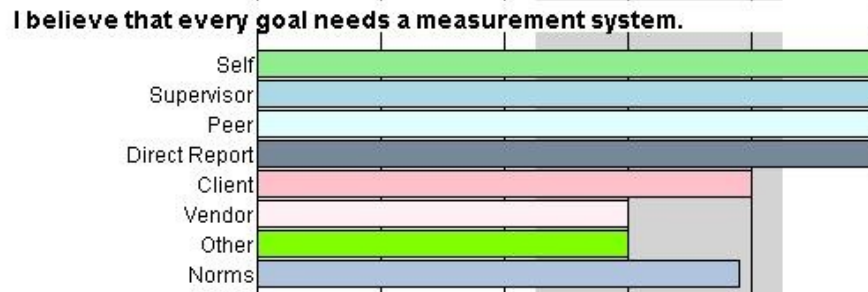 I believe that every goal needs a measurement system.
Self
Supervisor
Peer
Direct Report
Client
Vendor
Other
Norms